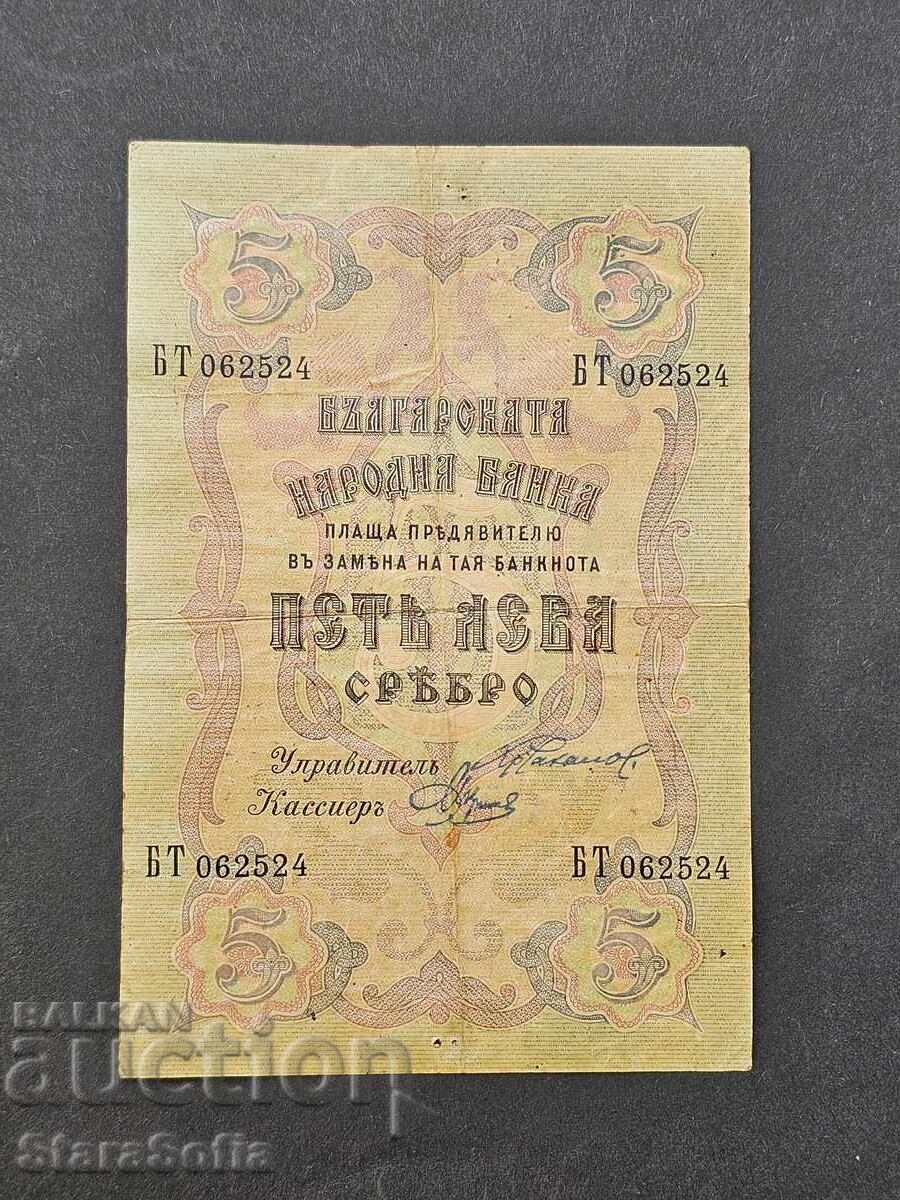 5 5
БТ 062524 БТ 062524
БЪЛГАРСКАТА
НАРОДНА БАНКА
ПЛАЩА ПРѢДЯВИТЕЛЮ
ВЪ ЗАМѢНА НА ТАЯ БАНКНОТА
ПЕТЬ ЛЕВА
СРѢБРО
Управитель
Кассиеръ
БТ 062524 БТ 062524
5 5
BALKAN
auction
StaraSofia